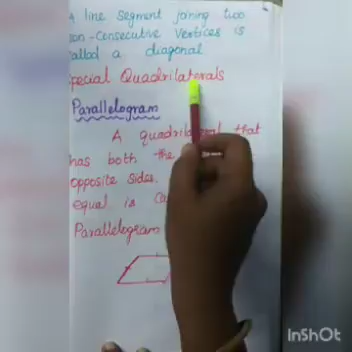 A line segment joining two
non-consecutive vertices is
called a diagonal
Special Quadrilaterals
Parallelogram
A quadrilateral that
has both the
opposite sides
equal is
Parallelogram
InShOt